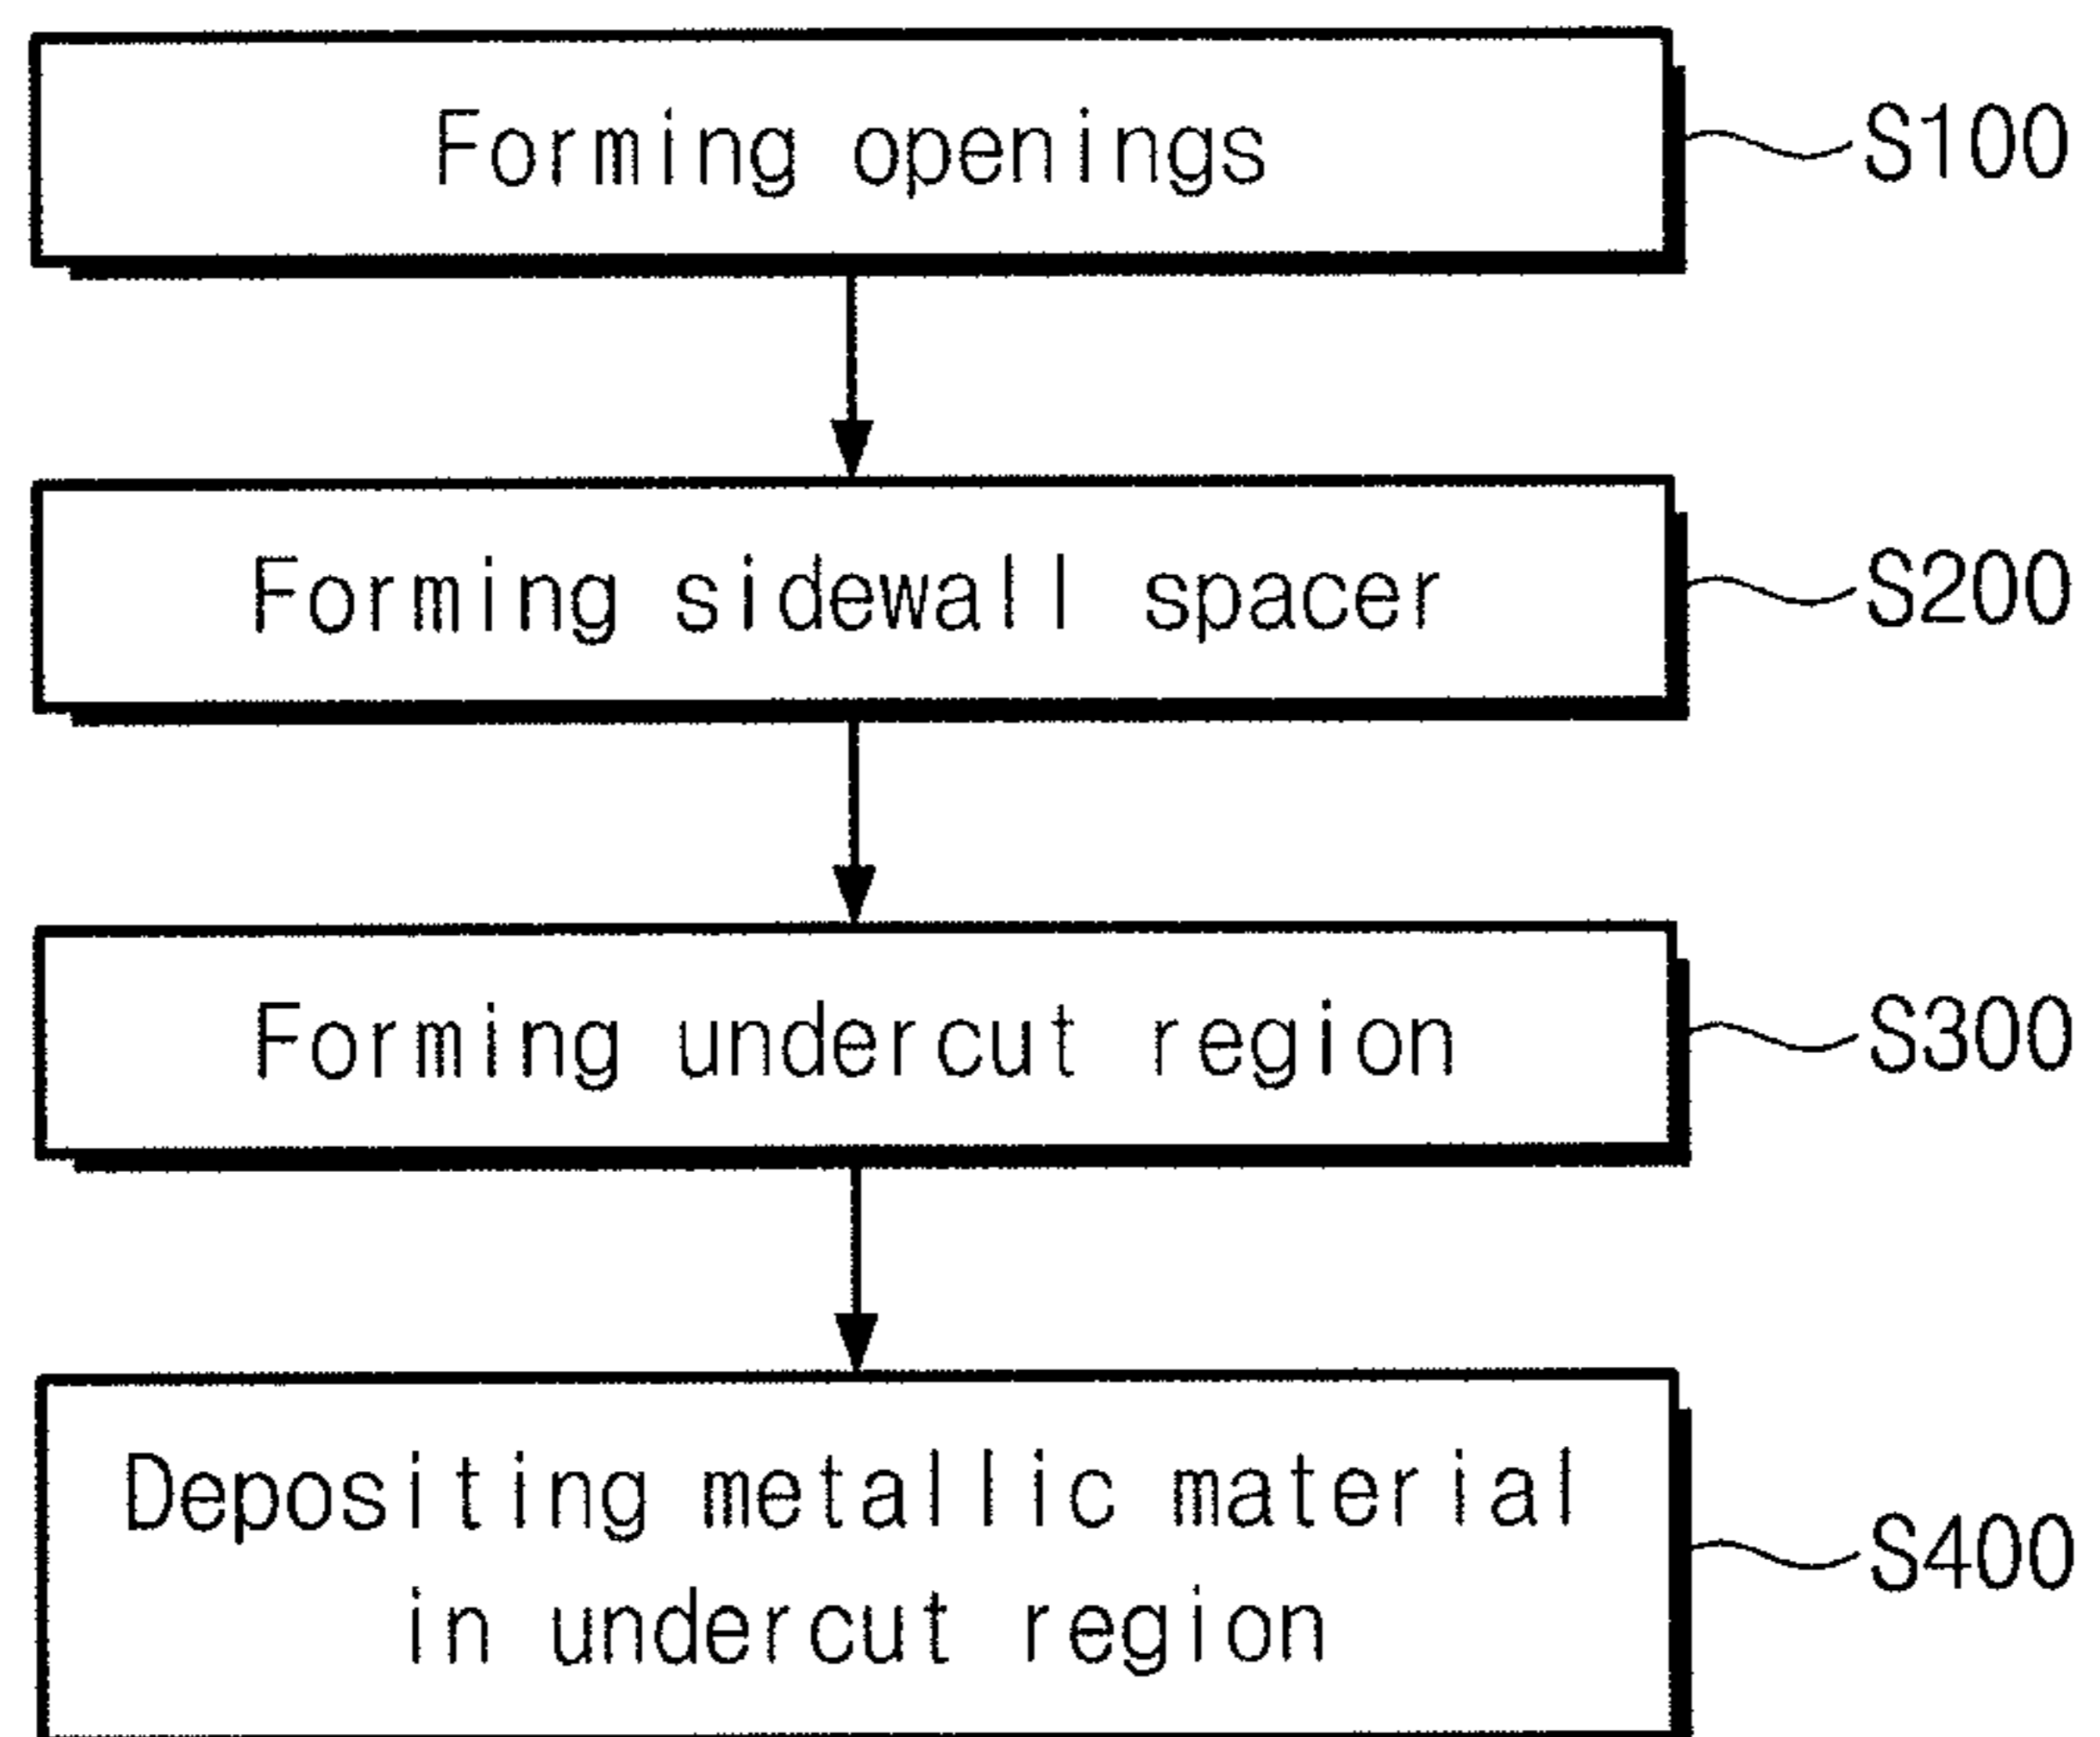 Forming openings
S100
Forming sidewall spacer
S200
Forming undercut region
S300
Depositing metallic material
in undercut region
S400